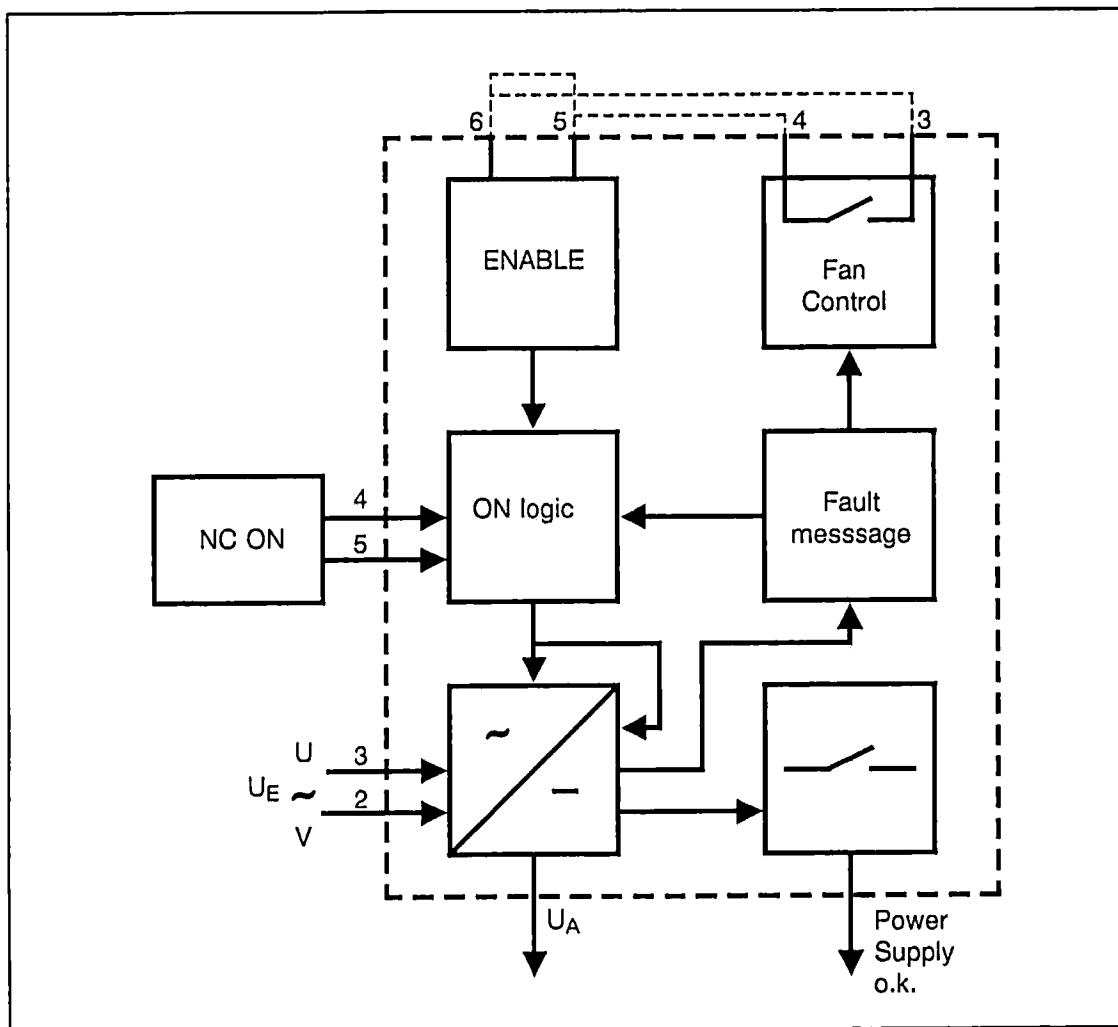 6 5 4 3
ENABLE
Fan
Control
NC ON
4
5
ON logic
Fault
messsage
U
3
UE ~
2
V
~
–
UA
Power
Supply
o.k.